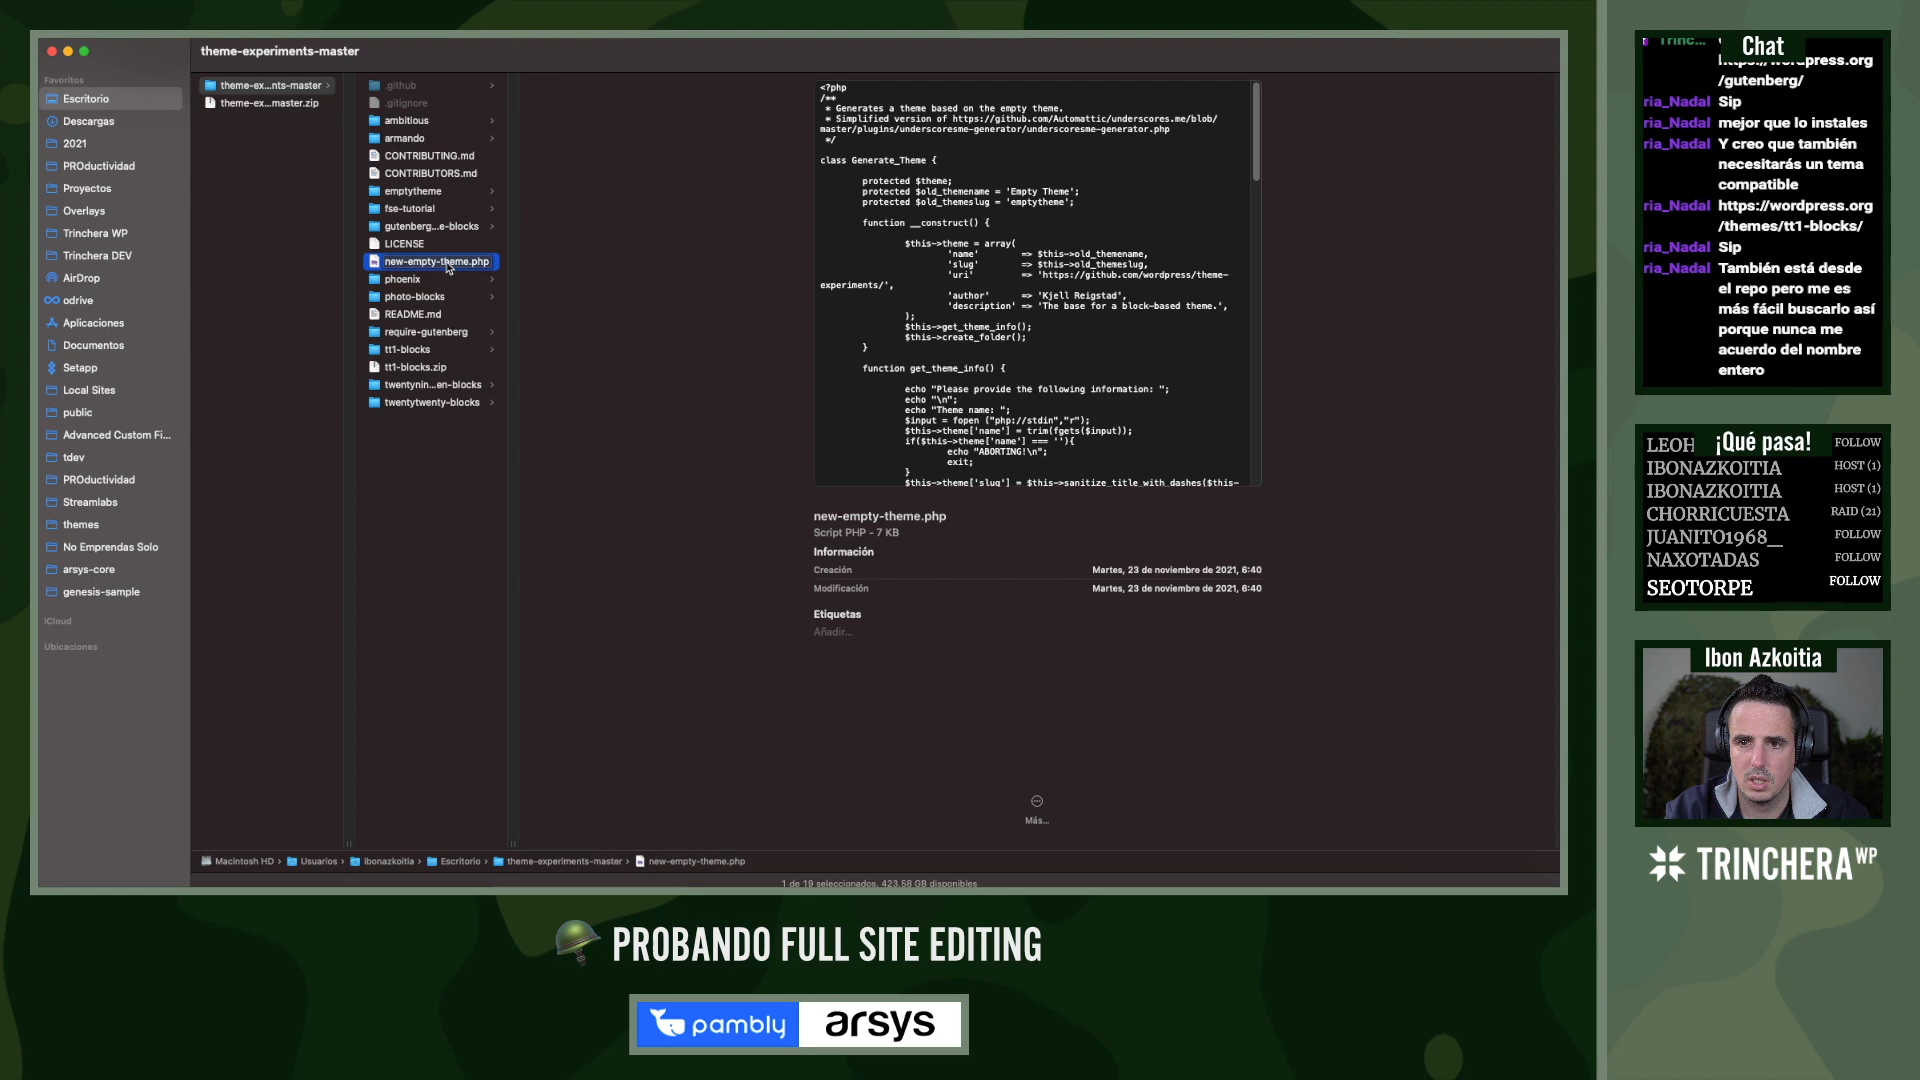 theme-experiments-master
Favoritos
Escritorio
Descargas
2021
PROductividad
Proyectos
Overlays
Trinchera WP
Trinchera DEV
AirDrop
odrive
Aplicaciones
Documentos
Setapp
Local Sites
public
Advanced Custom Fi...
tdev
PROductividad
Streamlabs
themes
No Emprendas Solo
arsys-core
genesis-sample
iCloud
Ubicaciones
theme-ex...nts-master
theme-ex...master.zip
.github
.gitignore
ambitious
armando
CONTRIBUTING.md
CONTRIBUTORS.md
emptytheme
fse-tutorial
gutenberg...e-blocks
LICENSE
new-empty-theme.php
phoenix
photo-blocks
README.md
require-gutenberg
tt1-blocks
tt1-blocks.zip
twentynin...en-blocks
twentytwenty-blocks
<?php
/**
 * Generates a theme based on the empty theme.
 * Simplified version of https://github.com/Automattic/underscores.me/blob/
master/plugins/underscoresme-generator/underscoresme-generator.php
 */
class Generate_Theme {
protected $theme;
protected $old_themename = 'Empty Theme';
protected $old_themeslug = 'emptytheme';
function __construct() {
$this->theme = array(
'name' => $this->old_themename,
'slug' => $this->old_themeslug,
'uri' => 'https://github.com/wordpress/theme-
experiments/',
'author' => 'Kjell Reigstad',
'description' => 'The base for a block-based theme.',
);
$this->get_theme_info();
$this->create_folder();
}
function get_theme_info() {
echo "Please provide the following information: ";
echo "\n";
echo "Theme name: ";
$input = fopen ("php://stdin","r");
$this->theme['name'] = trim(fgets($input));
if($this->theme['name'] === ''){
echo "ABORTING!\n";
exit;
}
$this->theme['slug'] = $this->sanitize_title_with_dashes($this-
new-empty-theme.php
Script PHP - 7 KB
Información
Creación Martes, 23 de noviembre de 2021, 6:40
Modificación Martes, 23 de noviembre de 2021, 6:40
Etiquetas
Añadir...
Más...
Macintosh HD › Usuarios › ibonazkoitia › Escritorio › theme-experiments-master › new-empty-theme.php
1 de 19 seleccionados, 423,58 GB disponibles
PROBANDO FULL SITE EDITING
pambly arsys
Chat
https://wordpress.org
/gutenberg/
ria_Nadal Sip
ria_Nadal mejor que lo instales
ria_Nadal Y creo que también
necesitarás un tema
compatible
ria_Nadal https://wordpress.org
/themes/tt1-blocks/
ria_Nadal Sip
ria_Nadal También está desde
el repo pero me es
más fácil buscarlo así
porque nunca me
acuerdo del nombre
entero
¡Qué pasa!
LEOH FOLLOW
IBONAZKOITIA HOST (1)
IBONAZKOITIA HOST (1)
CHORRICUESTA RAID (21)
JUANITO1968_ FOLLOW
NAXOTADAS FOLLOW
SEOTORPE FOLLOW
Ibon Azkoitia
TRINCHERA WP